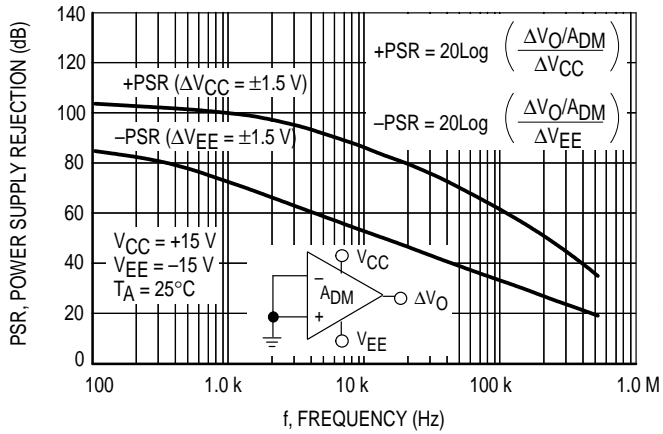 PSR, POWER SUPPLY REJECTION (dB)
140
120
100
80
60
40
20
0
+PSR (ΔVCC = ±1.5 V)
–PSR (ΔVEE = ±1.5 V)
+PSR = 20Log ( ΔVO/ADM / ΔVCC )
–PSR = 20Log ( ΔVO/ADM / ΔVEE )
VCC = +15 V
VEE = –15 V
TA = 25°C
VCC
–
ADM
+
ΔVO
VEE
100 1.0 k 10 k 100 k 1.0 M
f, FREQUENCY (Hz)